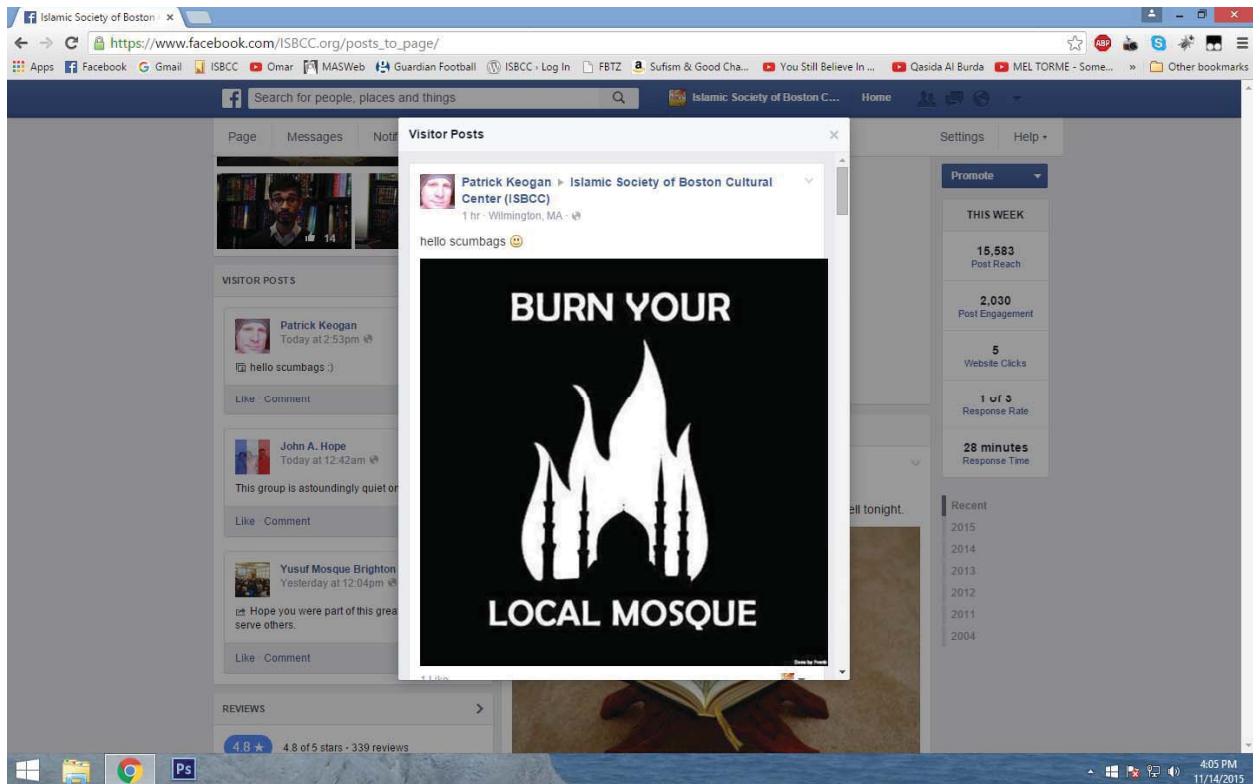 Islamic Society of Boston
https://www.facebook.com/ISBCC.org/posts_to_page/
Apps Facebook Gmail ISBCC Omar MASWeb Guardian Football ISBCC › Log In FBTZ Sufism & Good Cha... You Still Believe In ... Qasida Al Burda MEL TORME - Some... » Other bookmarks
Search for people, places and things Islamic Society of Boston C... Home
Page Messages Notif Settings Help
Visitor Posts
Promote
Patrick Keogan ▸ Islamic Society of Boston Cultural
Center (ISBCC)
1 hr · Wilmington, MA ·
hello scumbags
BURN YOUR
LOCAL MOSQUE
1 Like
14
VISITOR POSTS
Patrick Keogan
Today at 2:53pm
hello scumbags :)
Like · Comment
John A. Hope
Today at 12:42am
This group is astoundingly quiet on
Like · Comment
Yusuf Mosque Brighton
Yesterday at 12:04pm
Hope you were part of this grea
serve others.
Like · Comment
REVIEWS
4.8 ★ 4.8 of 5 stars - 339 reviews
ell tonight.
THIS WEEK
15,583
Post Reach
2,030
Post Engagement
5
Website Clicks
1 of 3
Response Rate
28 minutes
Response Time
Recent
2015
2014
2013
2012
2011
2004
Ps
4:05 PM
11/14/2015